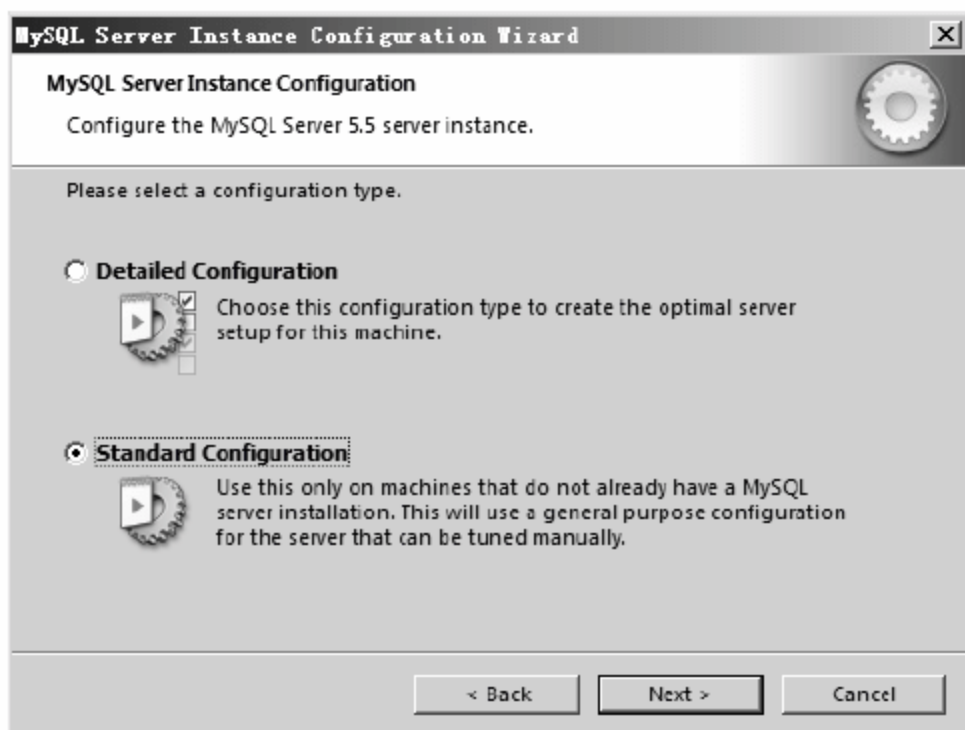 MySQL Server Instance Configuration Wizard
MySQL Server Instance Configuration
Configure the MySQL Server 5.5 server instance.
Please select a configuration type.
Detailed Configuration
Choose this configuration type to create the optimal server
setup for this machine.
Standard Configuration
Use this only on machines that do not already have a MySQL
server installation. This will use a general purpose configuration
for the server that can be tuned manually.
< Back
Next >
Cancel